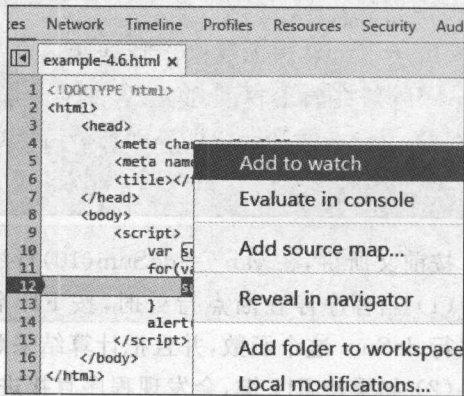 es Network Timeline Profiles Resources Security Aud
example-4.6.html ×
1 <!DOCTYPE html>
2 <html>
3 <head>
4 <meta char
5 <meta name
6 <title></t
7 </head>
8 <body>
9 <script>
10 var su
11 for(va
12 su
13 }
14 alert(
15 </script>
16 </body>
17 </html>
Add to watch
Evaluate in console
Add source map...
Reveal in navigator
Add folder to workspace
Local modifications...